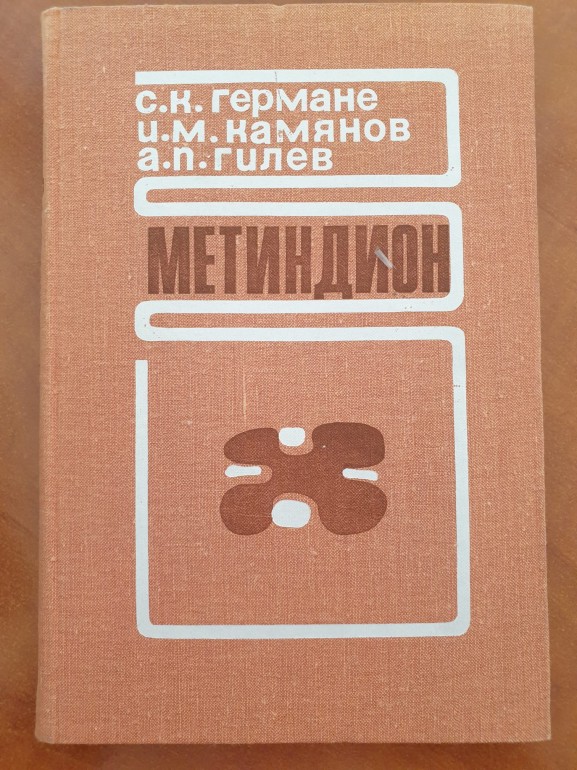 С.К. ГЕРМАНЕ
И.М. КАМЯНОВ
А.П. ГИЛЕВ
МЕТИНДИОН